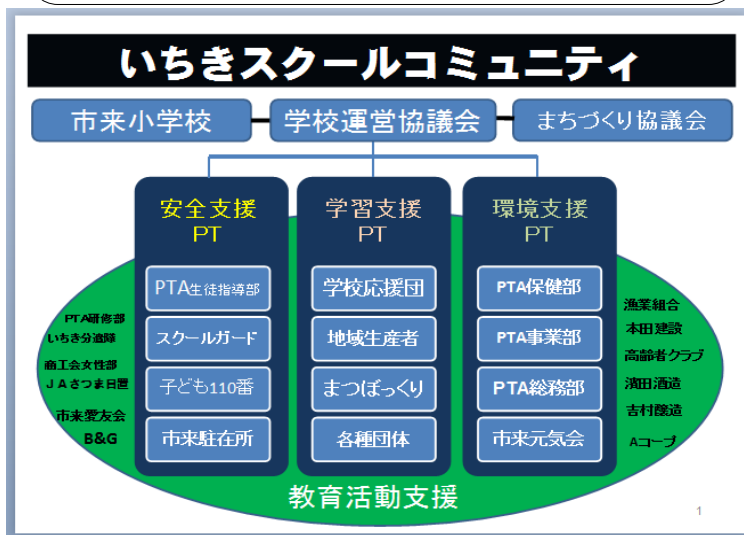 いちきスクールコミュニティ
市来小学校
学校運営協議会
まちづくり協議会
安全支援
PT
PTA生徒指導部
スクールガード
子ども110番
市来駐在所
学習支援
PT
学校応援団
地域生産者
まつぼっくり
各種団体
環境支援
PT
PTA保健部
PTA事業部
PTA総務部
市来元気会
PTA研修部
いちき分遣隊
商工会女性部
JAさつま日置
市来愛友会
B&G
漁業組合
本田建設
高齢者クラブ
濵田酒造
吉村醸造
Aコープ
教育活動支援
1